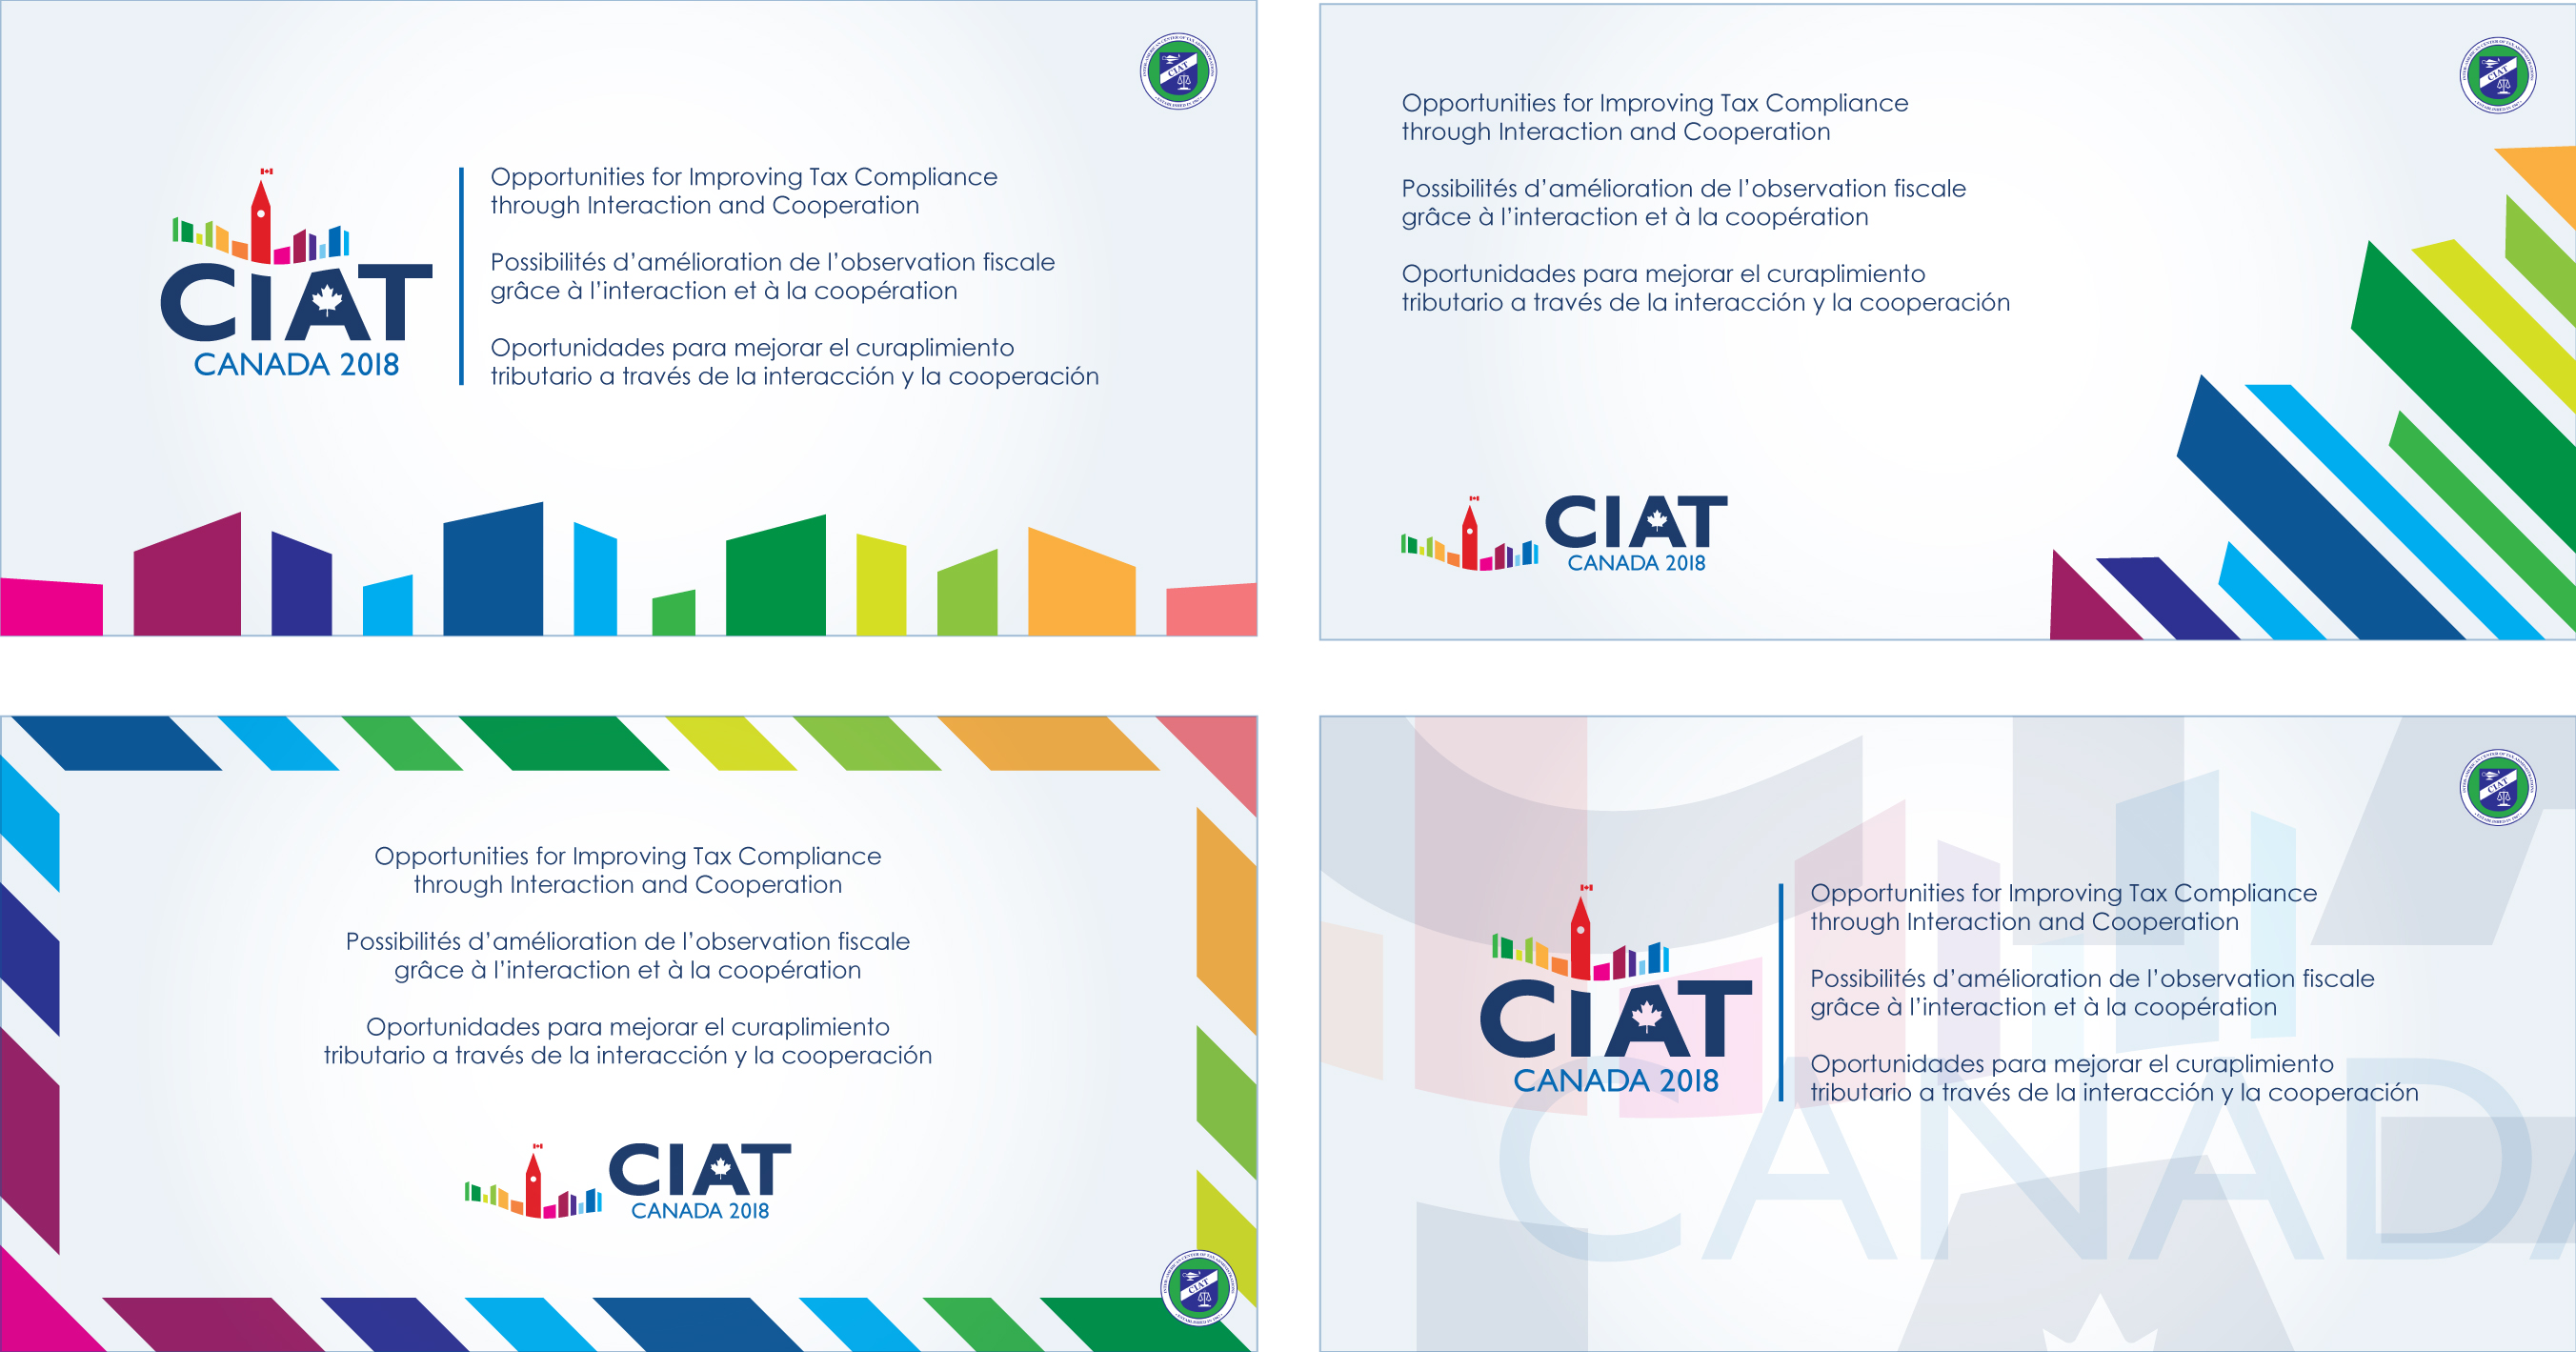 Opportunities for Improving Tax Compliance
through Interaction and Cooperation
Possibilités d’amélioration de l’observation fiscale
grâce à l’interaction et à la coopération
Oportunidades para mejorar el curaplimiento
tributario a través de la interacción y la cooperación
CIAT
CANADA 2018
CIAT
Opportunities for Improving Tax Compliance
through Interaction and Cooperation
Possibilités d’amélioration de l’observation fiscale
grâce à l’interaction et à la coopération
Oportunidades para mejorar el curaplimiento
tributario a través de la interacción y la cooperación
CIAT
CANADA 2018
CIAT
Opportunities for Improving Tax Compliance
through Interaction and Cooperation
Possibilités d’amélioration de l’observation fiscale
grâce à l’interaction et à la coopération
Oportunidades para mejorar el curaplimiento
tributario a través de la interacción y la cooperación
CIAT
CANADA 2018
CIAT
Opportunities for Improving Tax Compliance
through Interaction and Cooperation
Possibilités d’amélioration de l’observation fiscale
grâce à l’interaction et à la coopération
Oportunidades para mejorar el curaplimiento
tributario a través de la interacción y la cooperación
CIAT
CANADA 2018
CIAT
CANADA